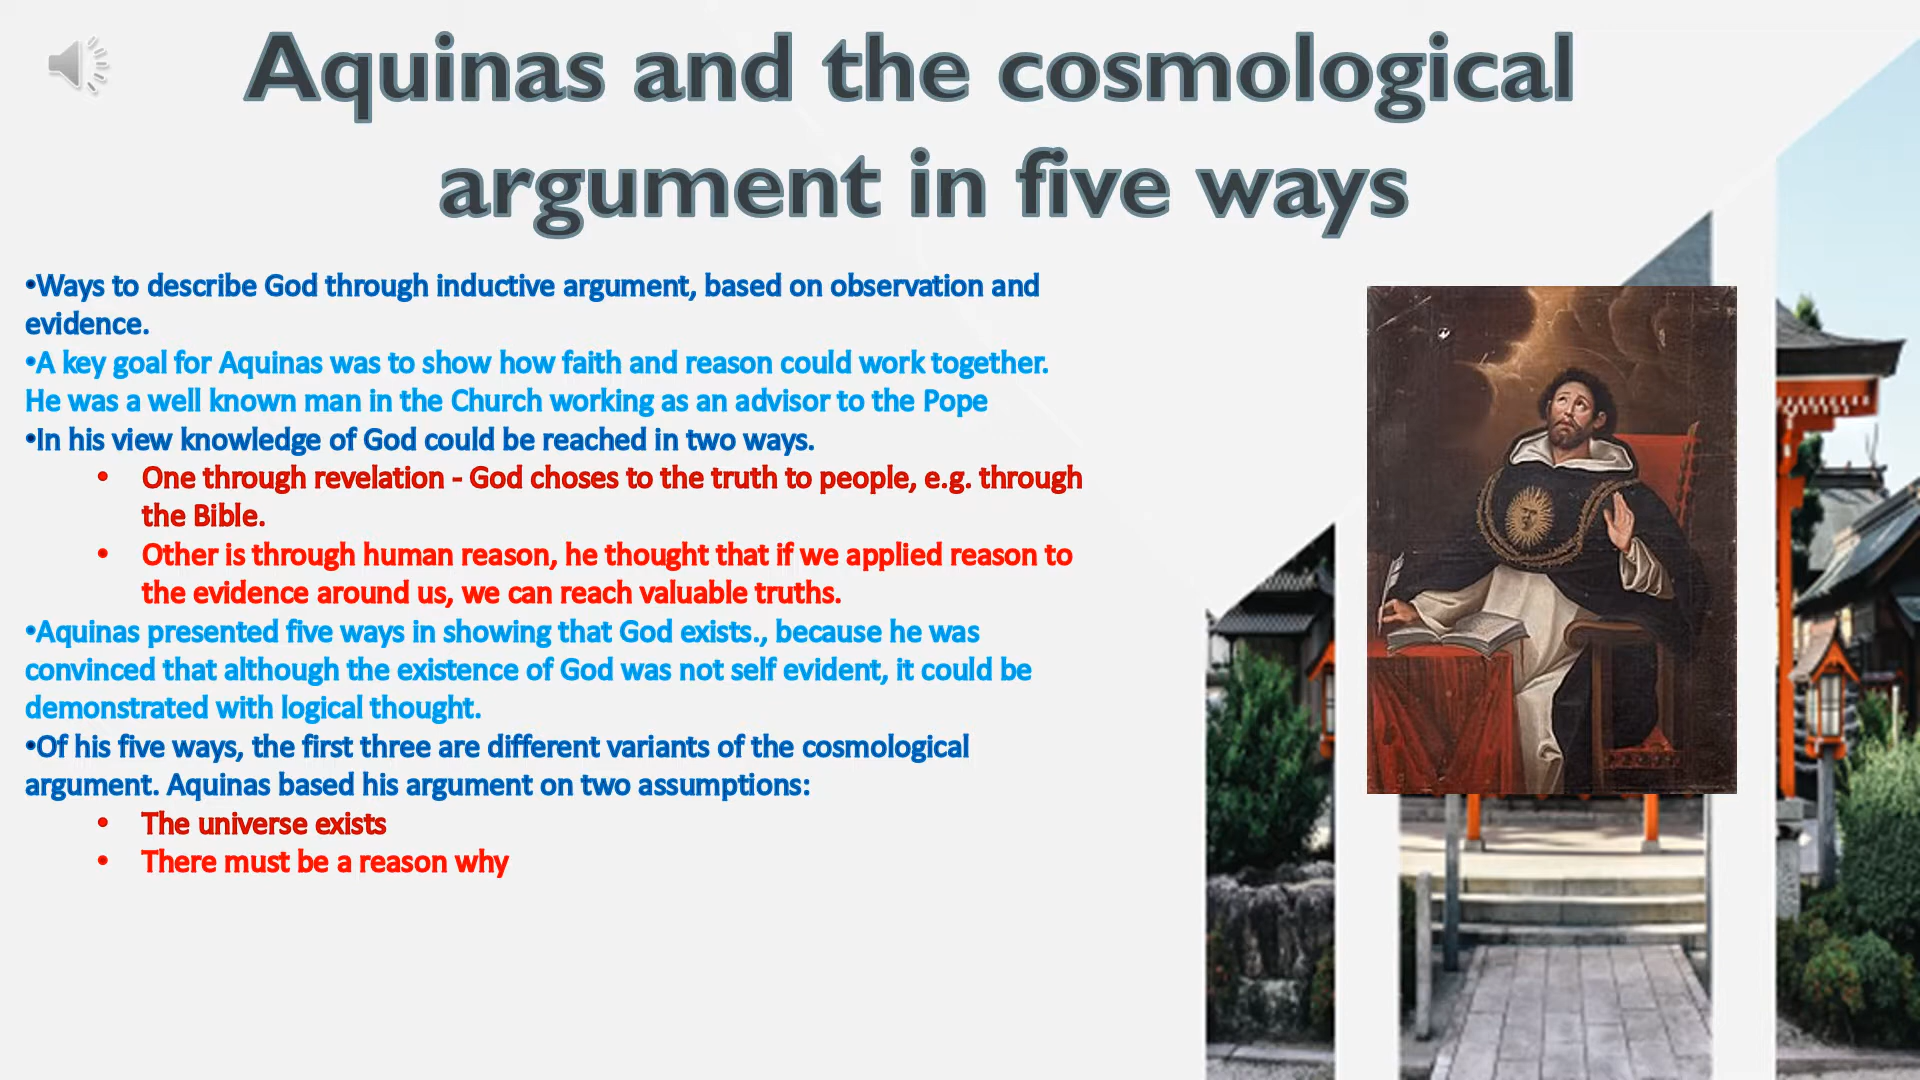 Aquinas and the cosmological
argument in five ways
•Ways to describe God through inductive argument, based on observation and
evidence.
•A key goal for Aquinas was to show how faith and reason could work together.
He was a well known man in the Church working as an advisor to the Pope
•In his view knowledge of God could be reached in two ways.
• One through revelation - God choses to the truth to people, e.g. through
the Bible.
• Other is through human reason, he thought that if we applied reason to
the evidence around us, we can reach valuable truths.
•Aquinas presented five ways in showing that God exists., because he was
convinced that although the existence of God was not self evident, it could be
demonstrated with logical thought.
•Of his five ways, the first three are different variants of the cosmological
argument. Aquinas based his argument on two assumptions:
• The universe exists
• There must be a reason why